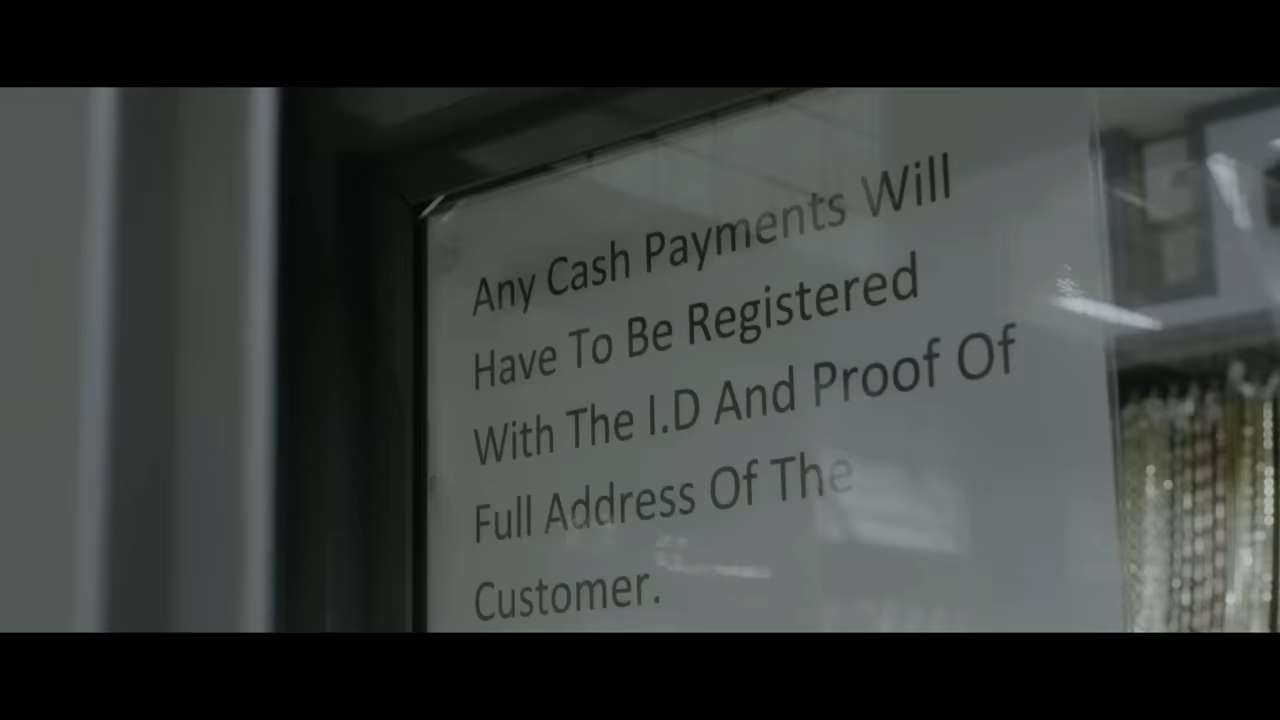 Any Cash Payments Will
Have To Be Registered
With The I.D And Proof Of
Full Address Of The
Customer.